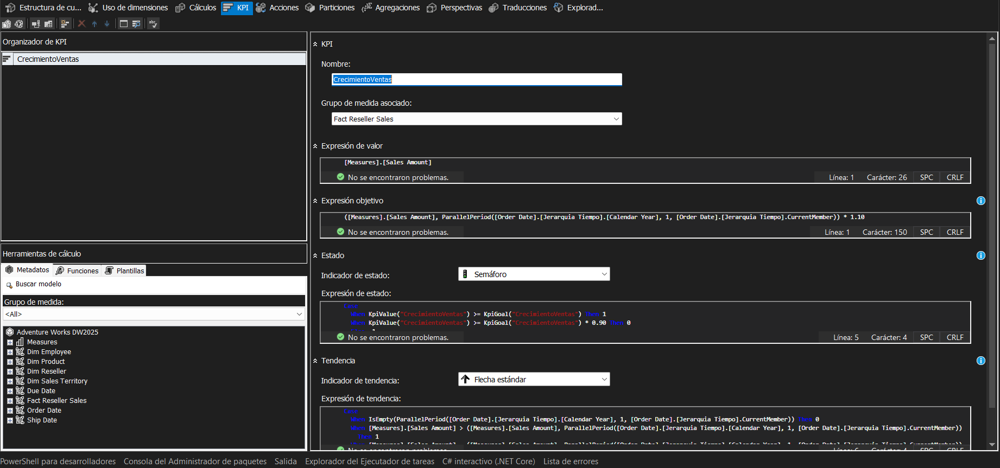 Estructura de cu... Uso de dimensiones Cálculos KPI Acciones Particiones Agregaciones Perspectivas Traducciones Explorad...
Organizador de KPI
CrecimientoVentas
Herramientas de cálculo
Metadatos Funciones Plantillas
Buscar modelo
Grupo de medida:
<All>
Adventure Works DW2025
Measures
Dim Employee
Dim Product
Dim Reseller
Dim Sales Territory
Due Date
Fact Reseller Sales
Order Date
Ship Date
KPI
Nombre:
CrecimientoVentas
Grupo de medida asociado:
Fact Reseller Sales
Expresión de valor
[Measures].[Sales Amount]
No se encontraron problemas. Línea: 1 Carácter: 26 SPC CRLF
Expresión objetivo
([Measures].[Sales Amount], ParallelPeriod([Order Date].[Jerarquia Tiempo].[Calendar Year], 1, [Order Date].[Jerarquia Tiempo].CurrentMember)) * 1.10
No se encontraron problemas. Línea: 1 Carácter: 150 SPC CRLF
Estado
Indicador de estado: Semáforo
Expresión de estado:
Case
When KpiValue("CrecimientoVentas") >= KpiGoal("CrecimientoVentas") Then 1
When KpiValue("CrecimientoVentas") >= KpiGoal("CrecimientoVentas") * 0.90 Then 0
No se encontraron problemas. Línea: 5 Carácter: 4 SPC CRLF
Tendencia
Indicador de tendencia: Flecha estándar
Expresión de tendencia:
Case
When IsEmpty(ParallelPeriod([Order Date].[Jerarquia Tiempo].[Calendar Year], 1, [Order Date].[Jerarquia Tiempo].CurrentMember)) Then 0
When [Measures].[Sales Amount] > ([Measures].[Sales Amount], ParallelPeriod([Order Date].[Jerarquia Tiempo].[Calendar Year], 1, [Order Date].[Jerarquia Tiempo].CurrentMember))
Then 1
PowerShell para desarrolladores Consola del Administrador de paquetes Salida Explorador del Ejecutador de tareas C# interactivo (.NET Core) Lista de errores